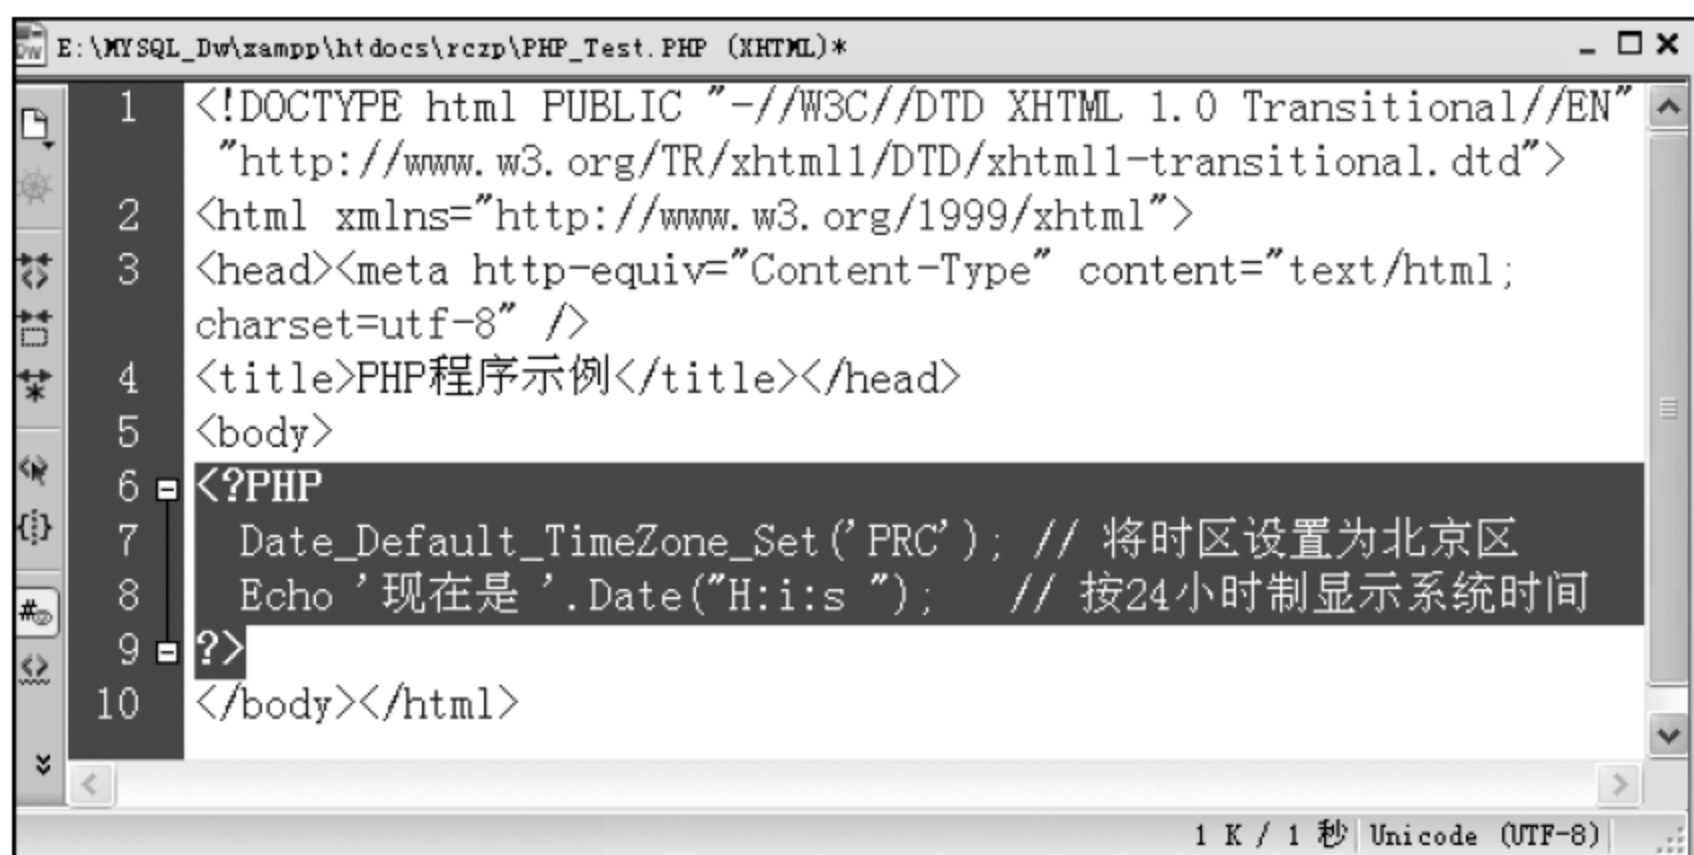 E:\MYSQL_Dw\xampp\htdocs\rczp\PHP_Test.PHP (XHTML)*
1 <!DOCTYPE html PUBLIC "-//W3C//DTD XHTML 1.0 Transitional//EN"
"http://www.w3.org/TR/xhtml1/DTD/xhtml1-transitional.dtd">
2 <html xmlns="http://www.w3.org/1999/xhtml">
3 <head><meta http-equiv="Content-Type" content="text/html;
charset=utf-8" />
4 <title>PHP程序示例</title></head>
5 <body>
6 <?PHP
7 Date_Default_TimeZone_Set('PRC'); // 将时区设置为北京区
8 Echo '现在是 '.Date("H:i:s "); // 按24小时制显示系统时间
9 ?>
10 </body></html>
1 K / 1 秒 Unicode (UTF-8)